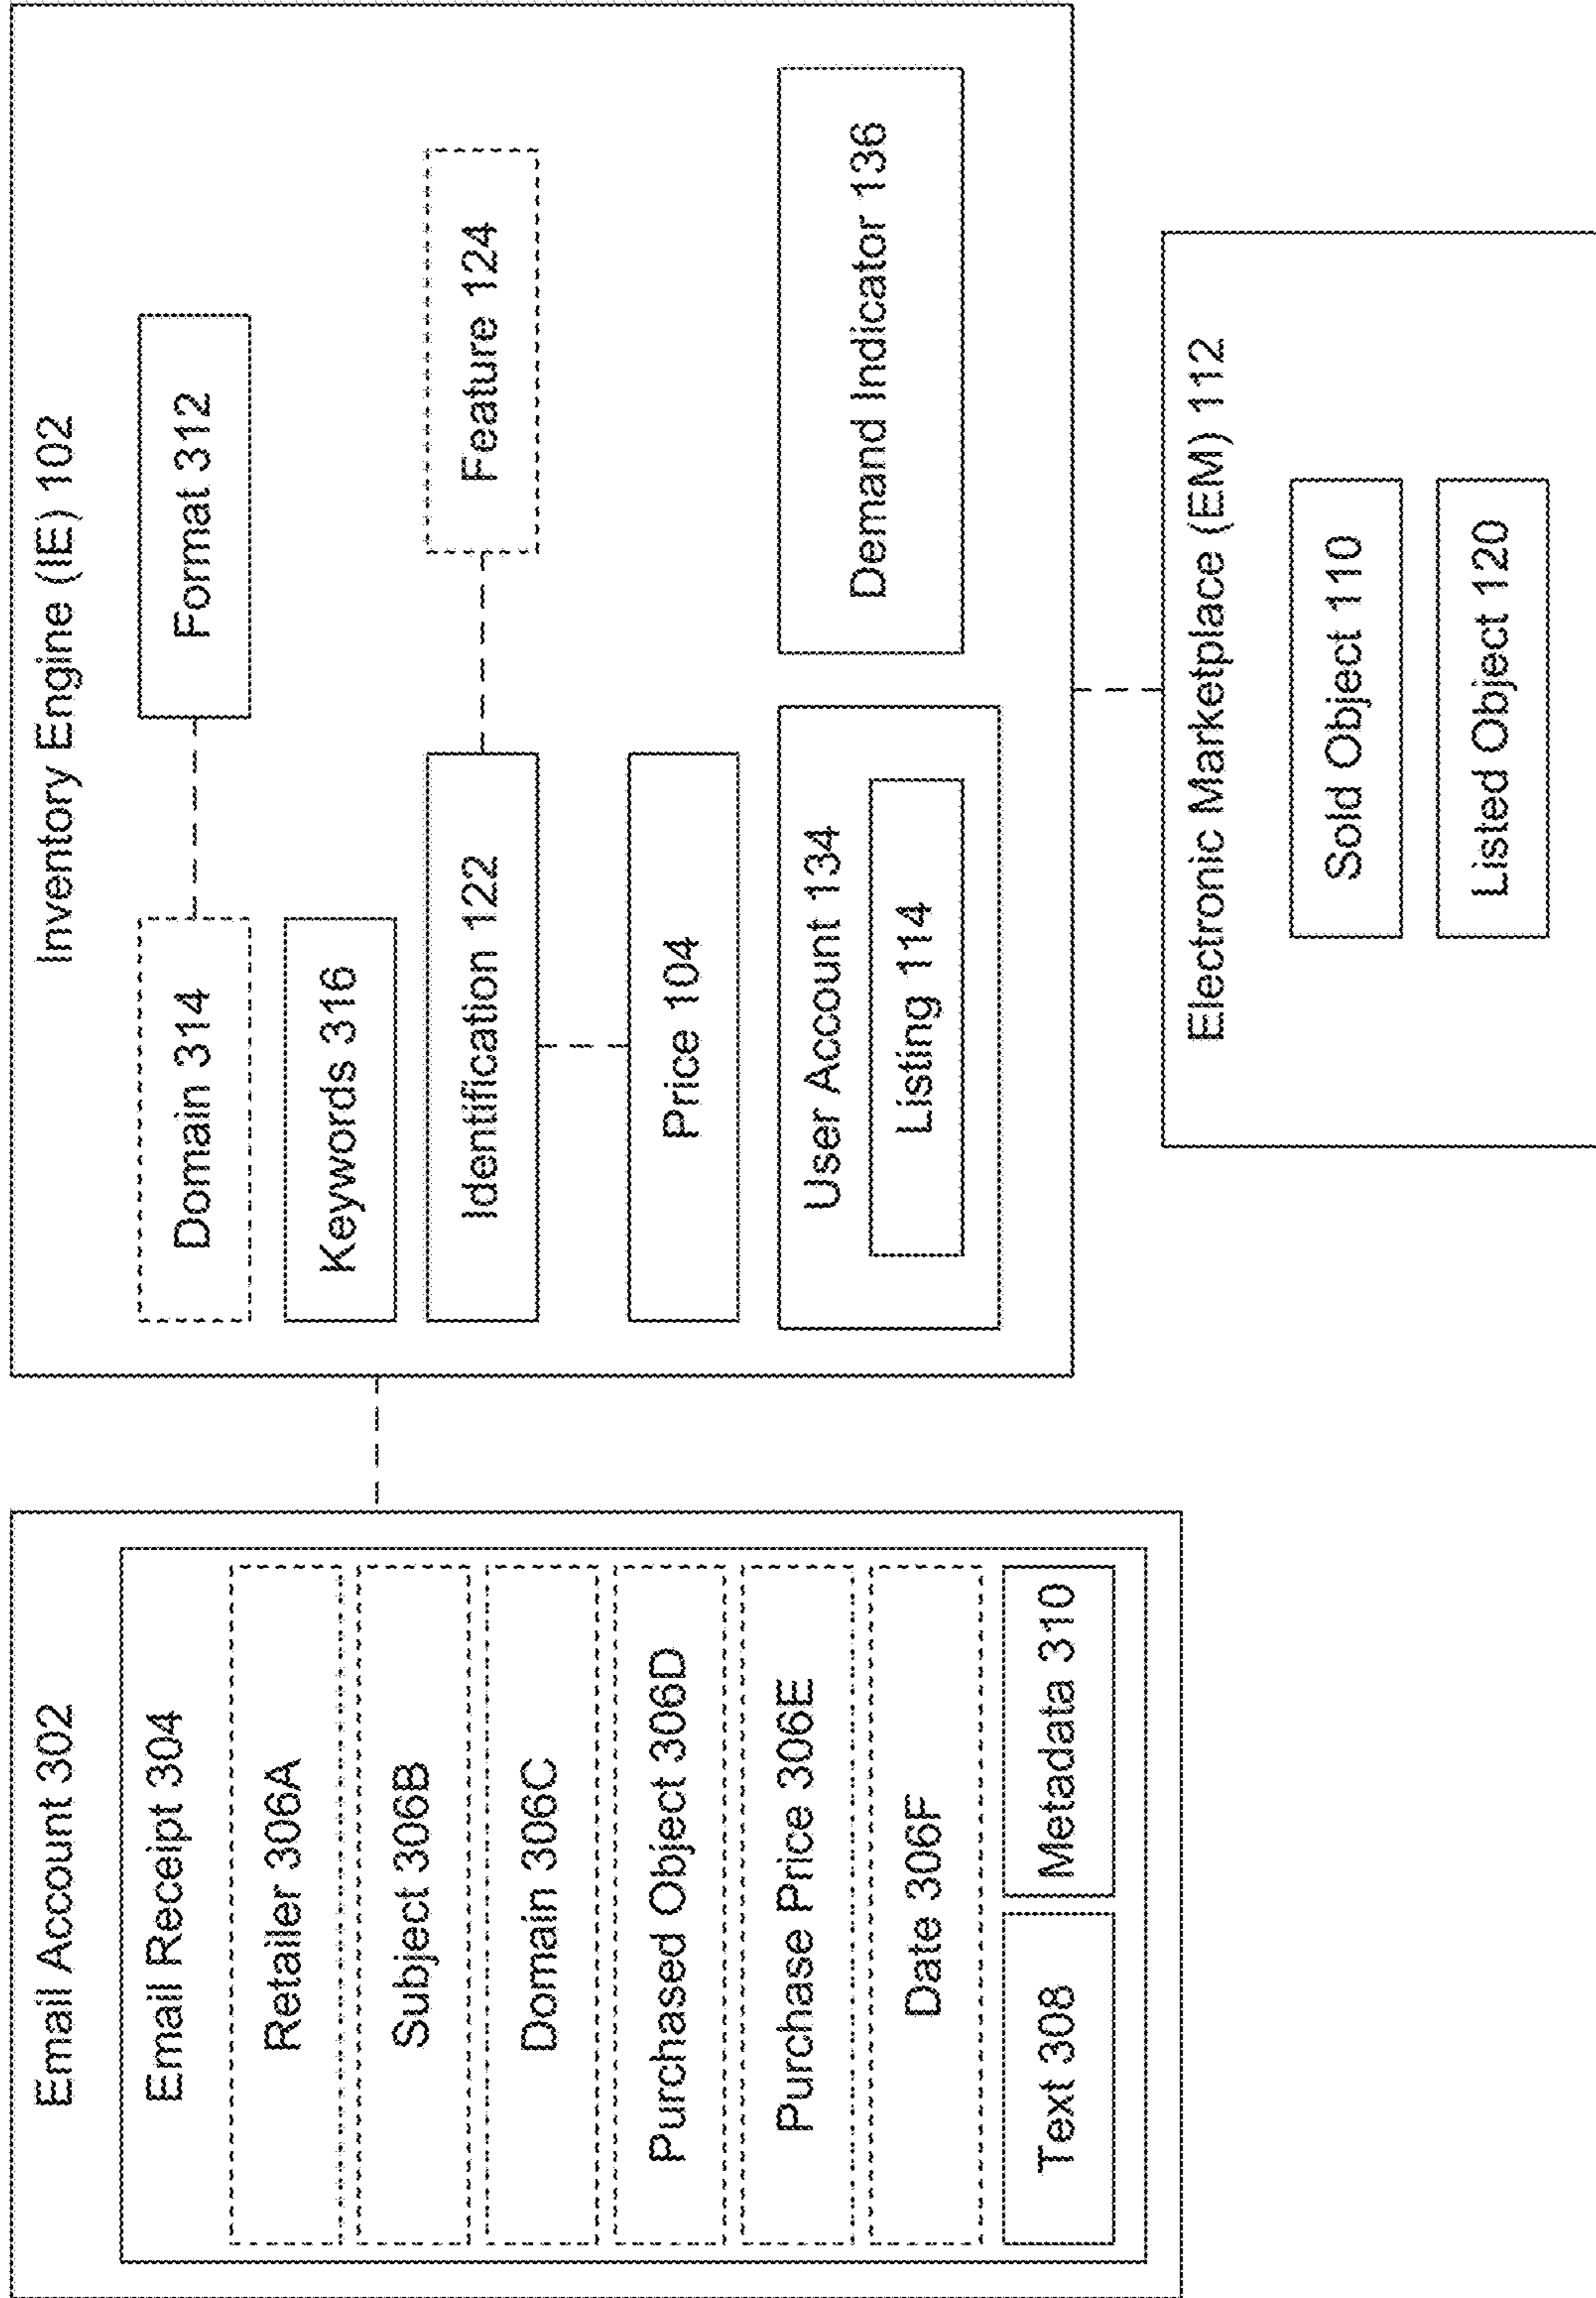 Email Account 302
Email Receipt 304
Retailer 306A
Subject 306B
Domain 306C
Purchased Object 306D
Purchase Price 306E
Date 306F
Text 308
Metadata 310
Inventory Engine (IE) 102
Domain 314
Format 312
Keywords 316
Identification 122
Feature 124
Price 104
User Account 134
Listing 114
Demand Indicator 136
Electronic Marketplace (EM) 112
Sold Object 110
Listed Object 120